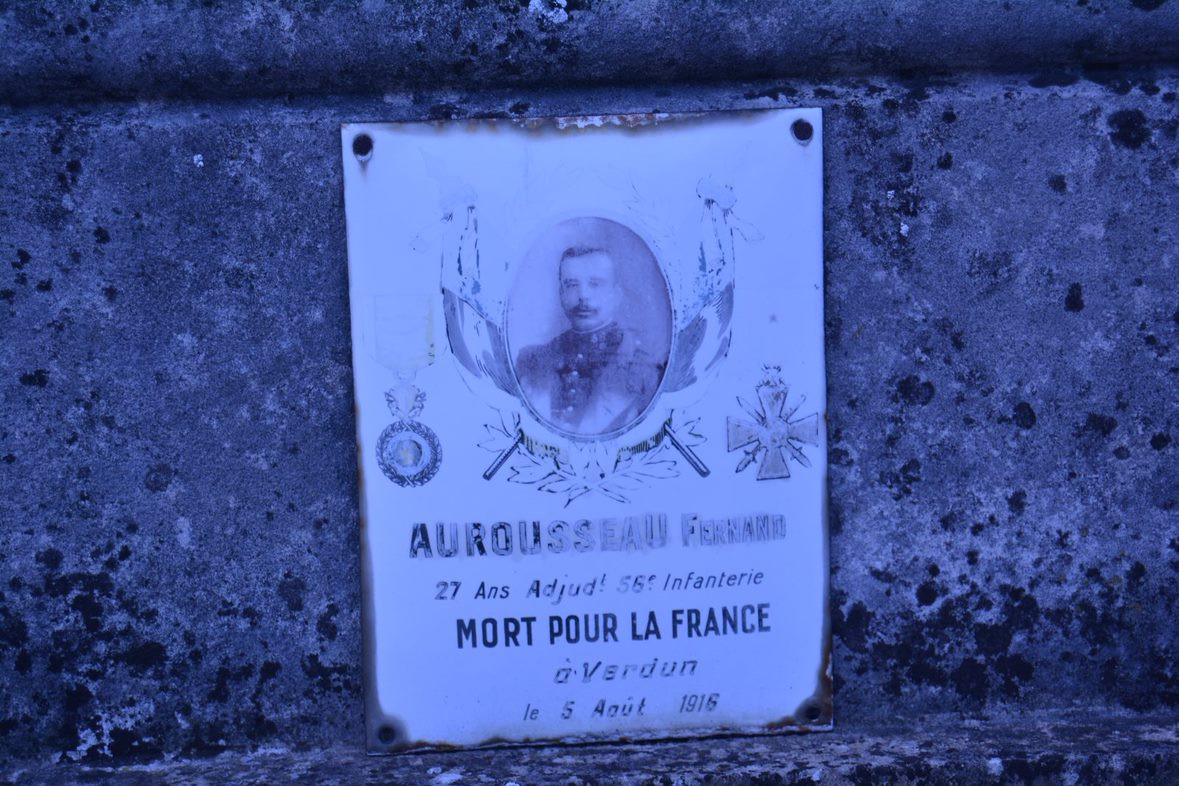 AUROUSSEAU FERNAND
27 Ans Adjudt 56e Infanterie
MORT POUR LA FRANCE
à Verdun
le 5 Août 1916